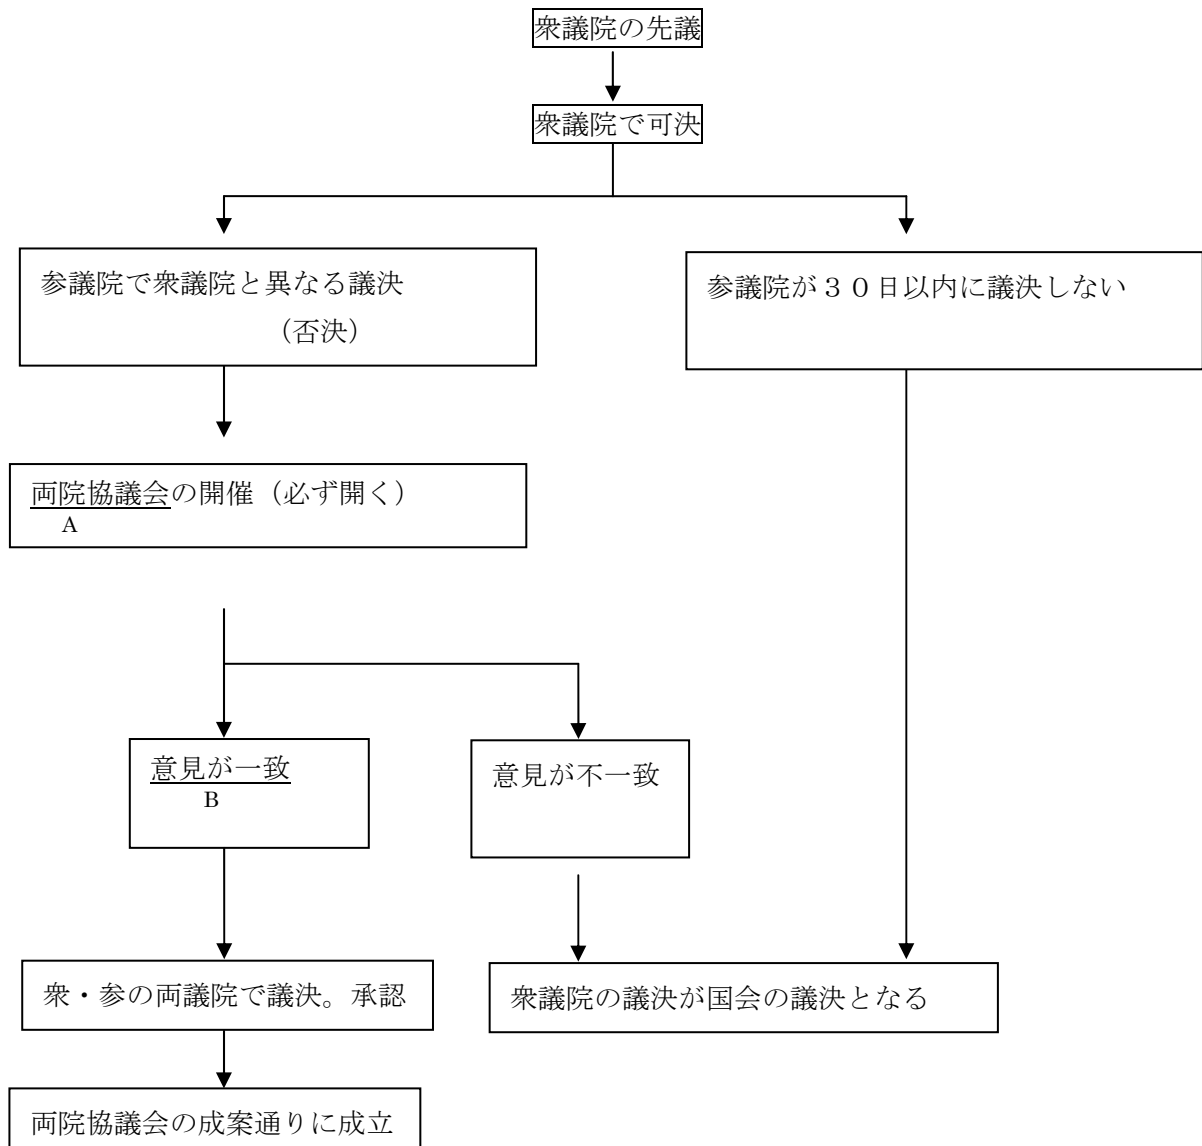 衆議院の先議
衆議院で可決
参議院で衆議院と異なる議決
（否決）
参議院が３０日以内に議決しない
両院協議会の開催（必ず開く）
A
意見が一致
B
意見が不一致
衆・参の両議院で議決。承認
衆議院の議決が国会の議決となる
両院協議会の成案通りに成立